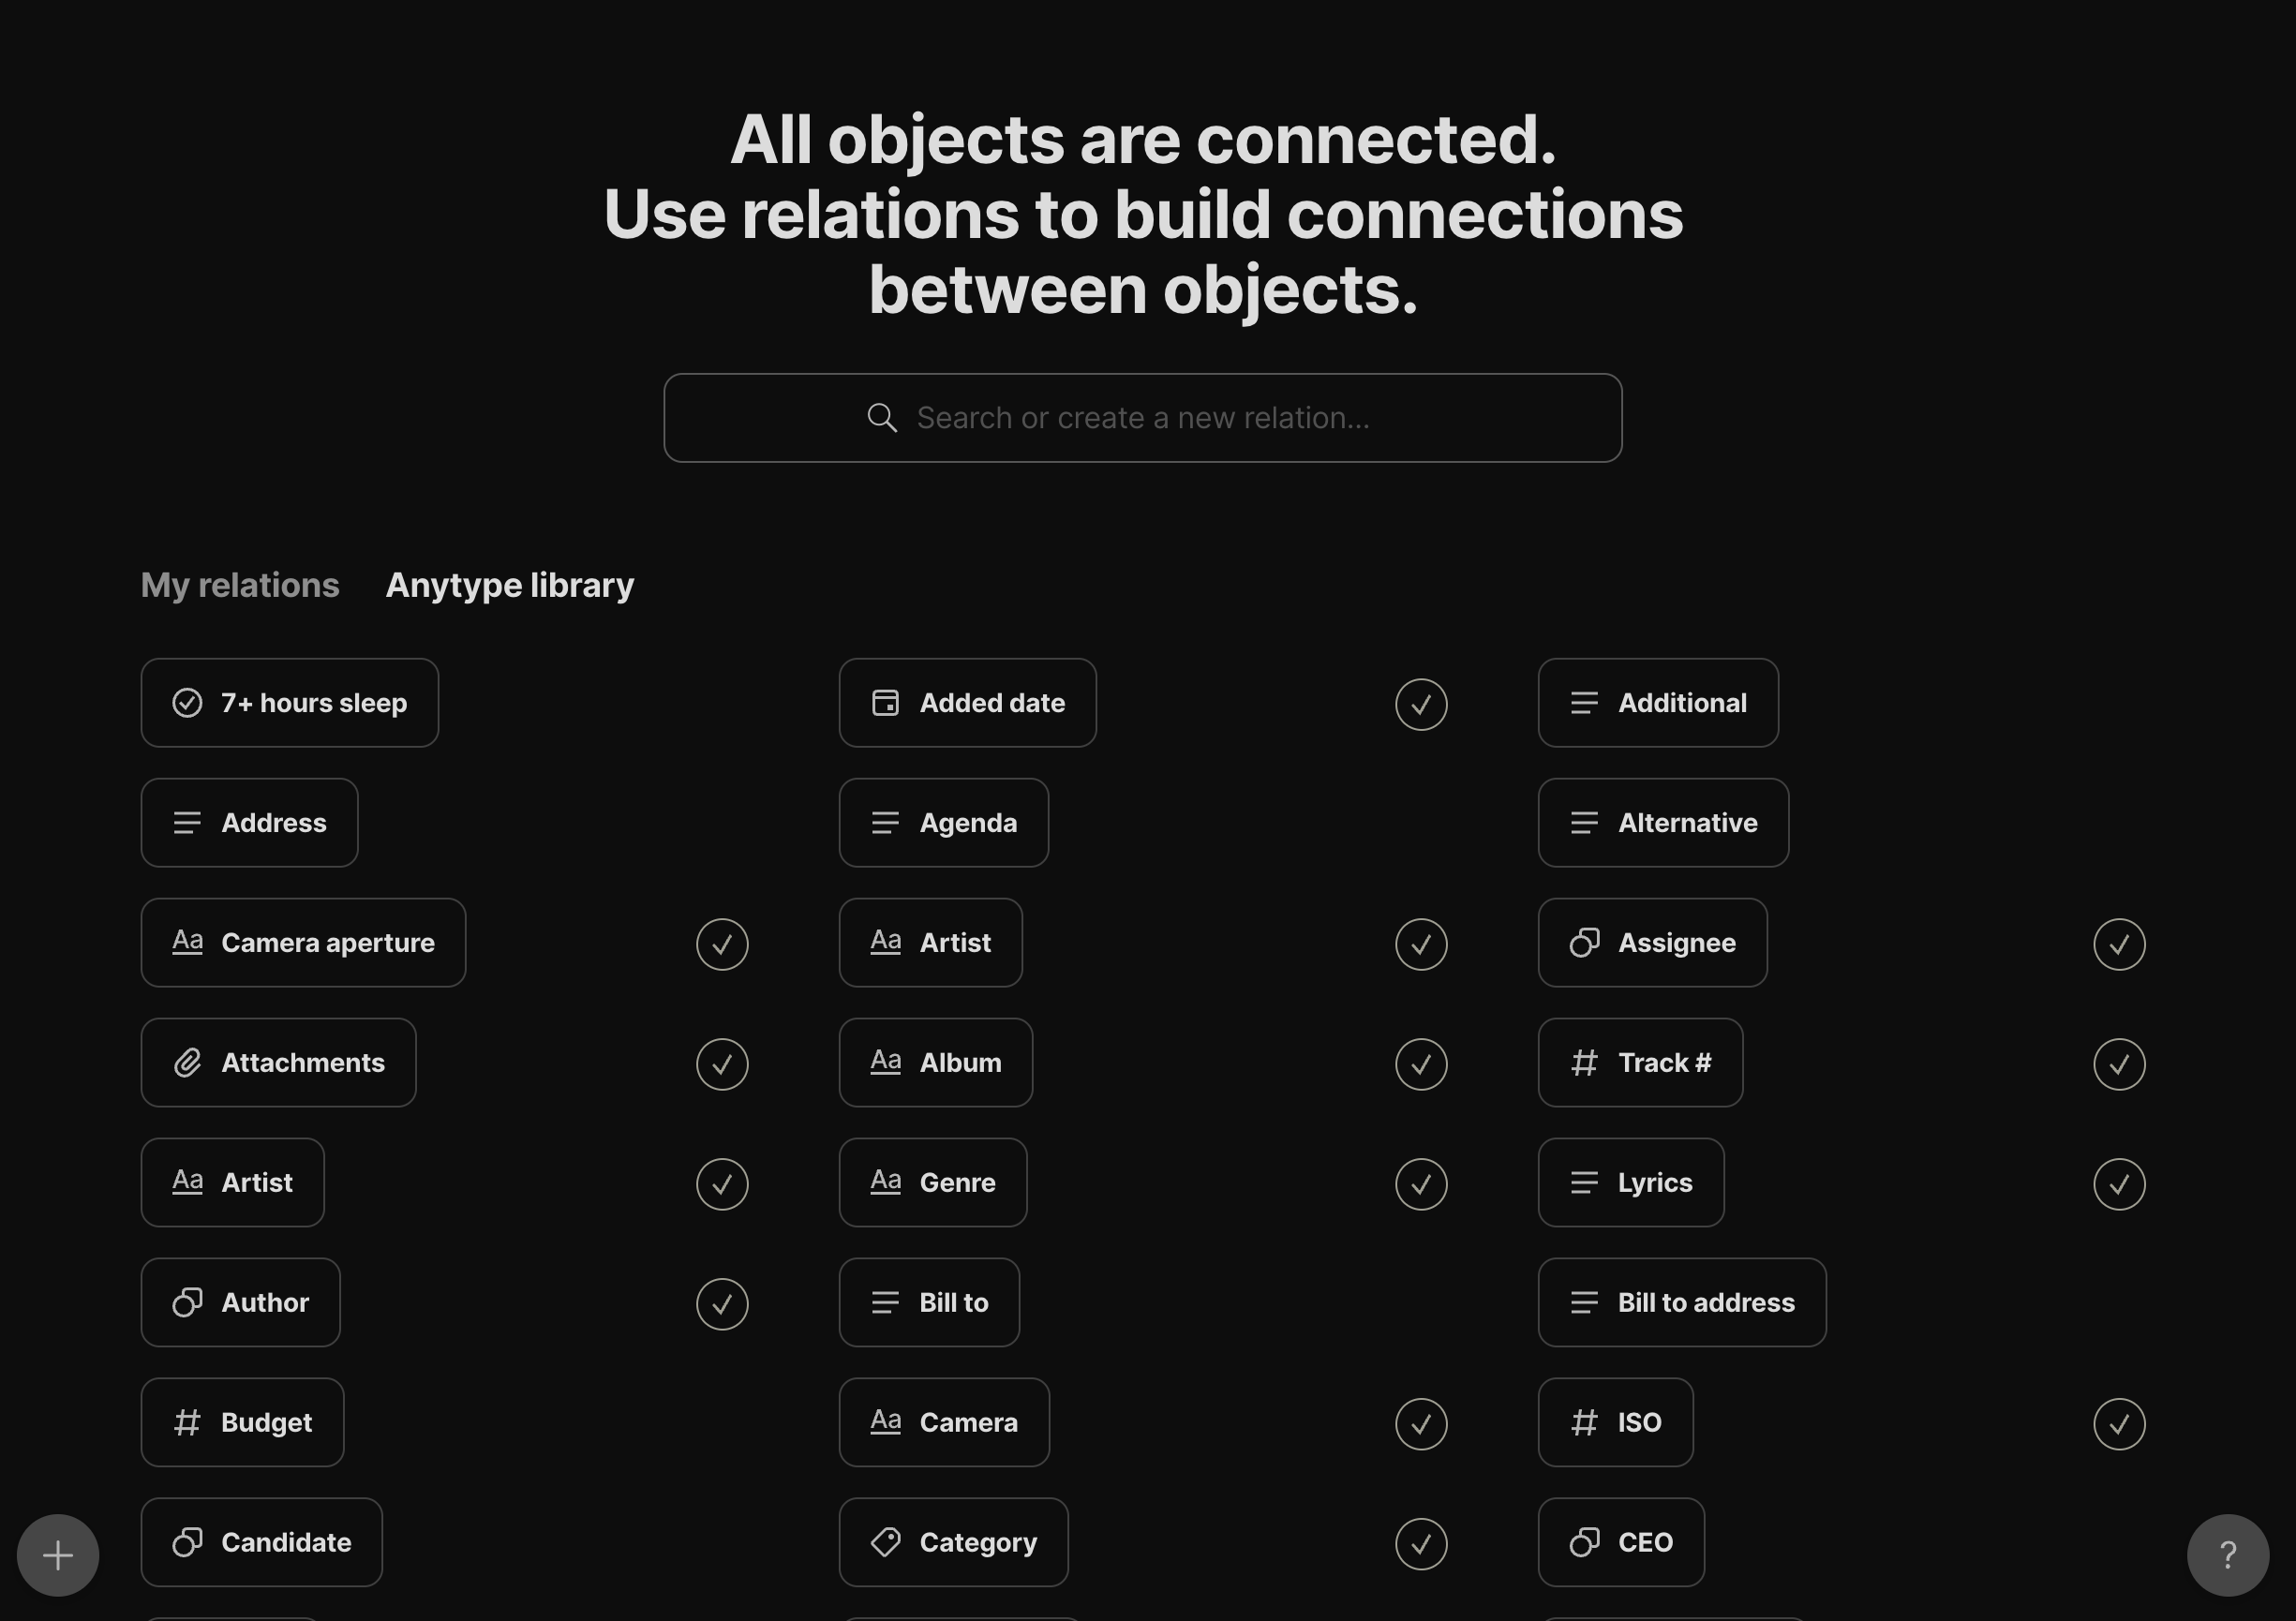 All objects are connected.
Use relations to build connections
between objects.
Search or create a new relation...
My relations Anytype library
7+ hours sleep Added date Additional
Address Agenda Alternative
Aa Camera aperture Aa Artist Assignee
Attachments Aa Album # Track #
Aa Artist Aa Genre Lyrics
Author Bill to Bill to address
# Budget Aa Camera # ISO
Candidate Category CEO
?